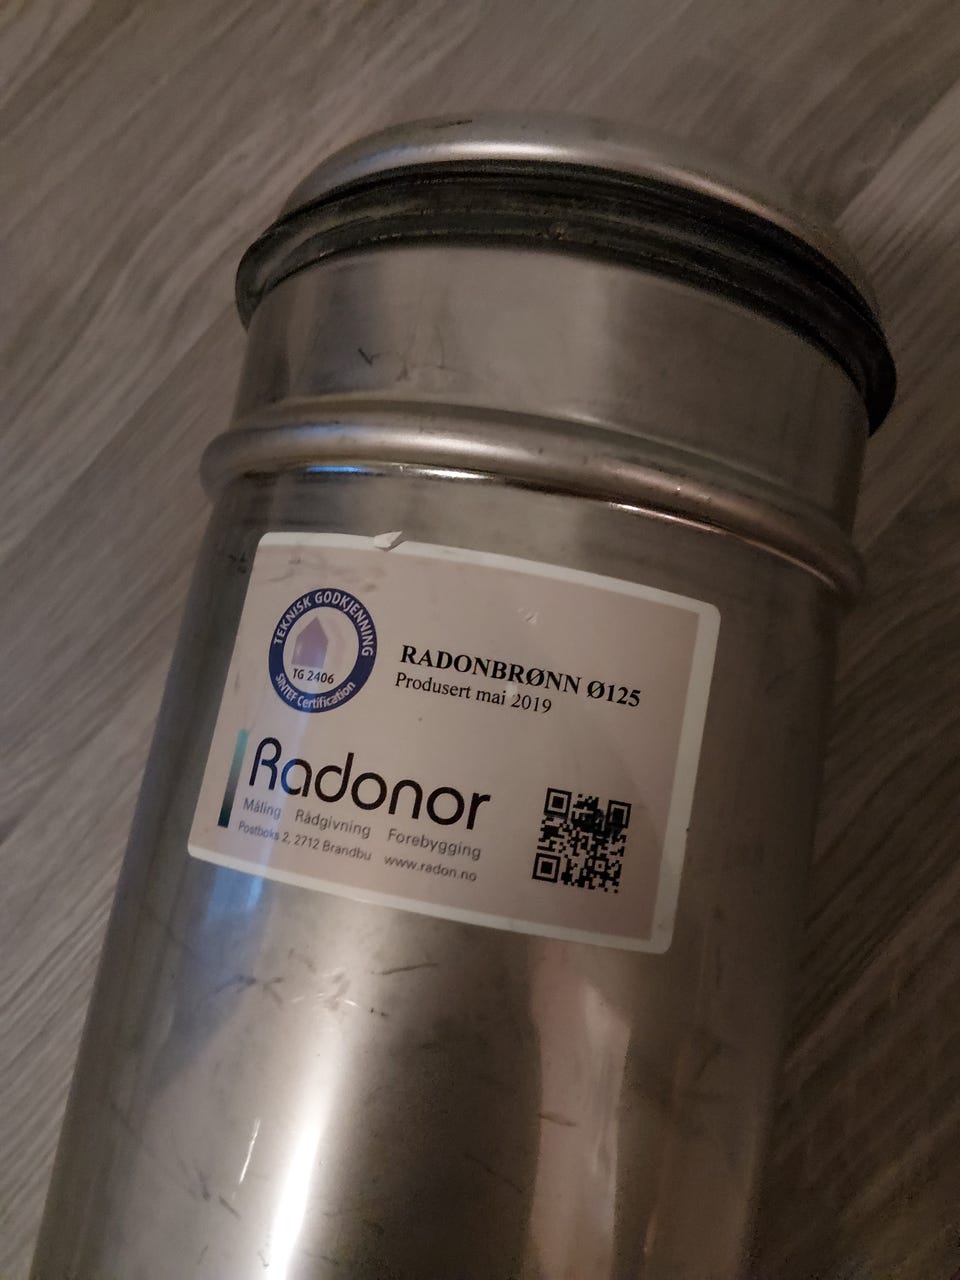 TEKNISK GODKJENNING
TG 2406
SINTEF Certification
RADONBRØNN Ø125
Produsert mai 2019
Radonor
Måling Rådgivning Forebygging
Postboks 2, 2712 Brandbu www.radon.no